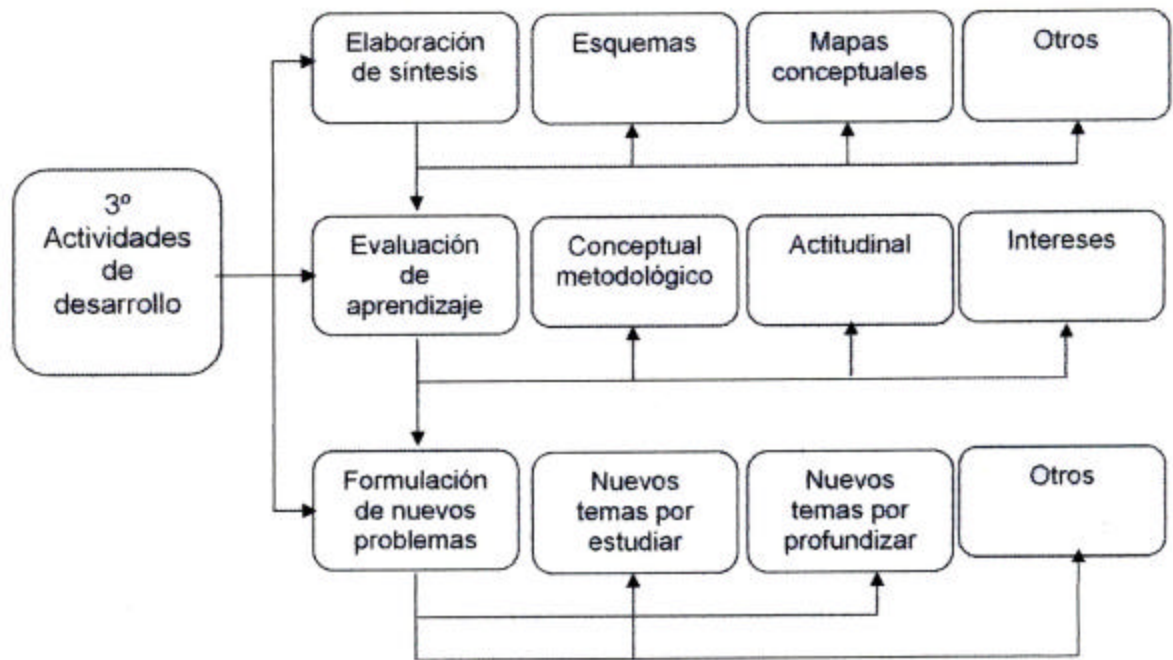 Elaboración
de síntesis
Esquemas
Mapas
conceptuales
Otros
3º
Actividades
de
desarrollo
Evaluación
de
aprendizaje
Conceptual
metodológico
Actitudinal
Intereses
Formulación
de nuevos
problemas
Nuevos
temas por
estudiar
Nuevos
temas por
profundizar
Otros